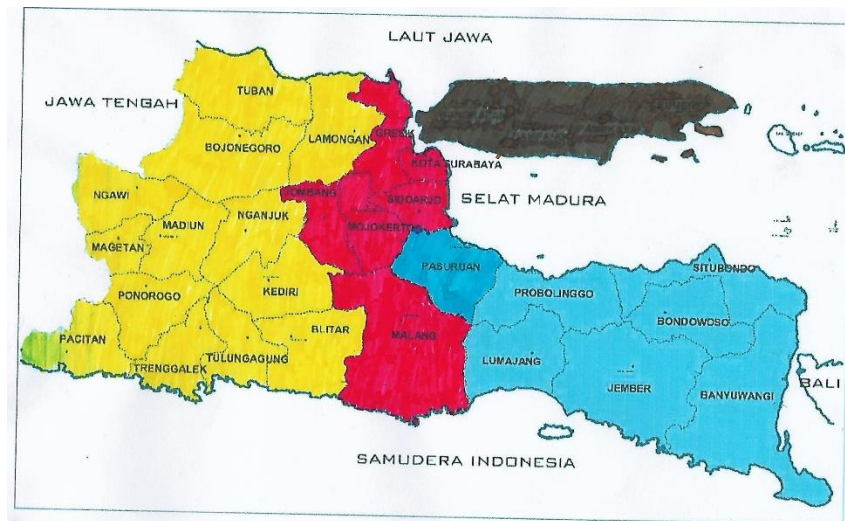 LAUT JAWA
JAWA TENGAH
TUBAN
LAMONGAN
GRESIK
BOJONEGORO
KOTA SURABAYA
NGAWI
JOMBANG
SIDOARJO
SELAT MADURA
MADIUN
NGANJUK
MOJOKERTO
MAGETAN
PASURUAN
SITUBONDO
PONOROGO
KEDIRI
PROBOLINGGO
BONDOWOSO
BLITAR
MALANG
PACITAN
TULUNGAGUNG
LUMAJANG
TRENGGALEK
JEMBER
BANYUWANGI
BALI
SAMUDERA INDONESIA